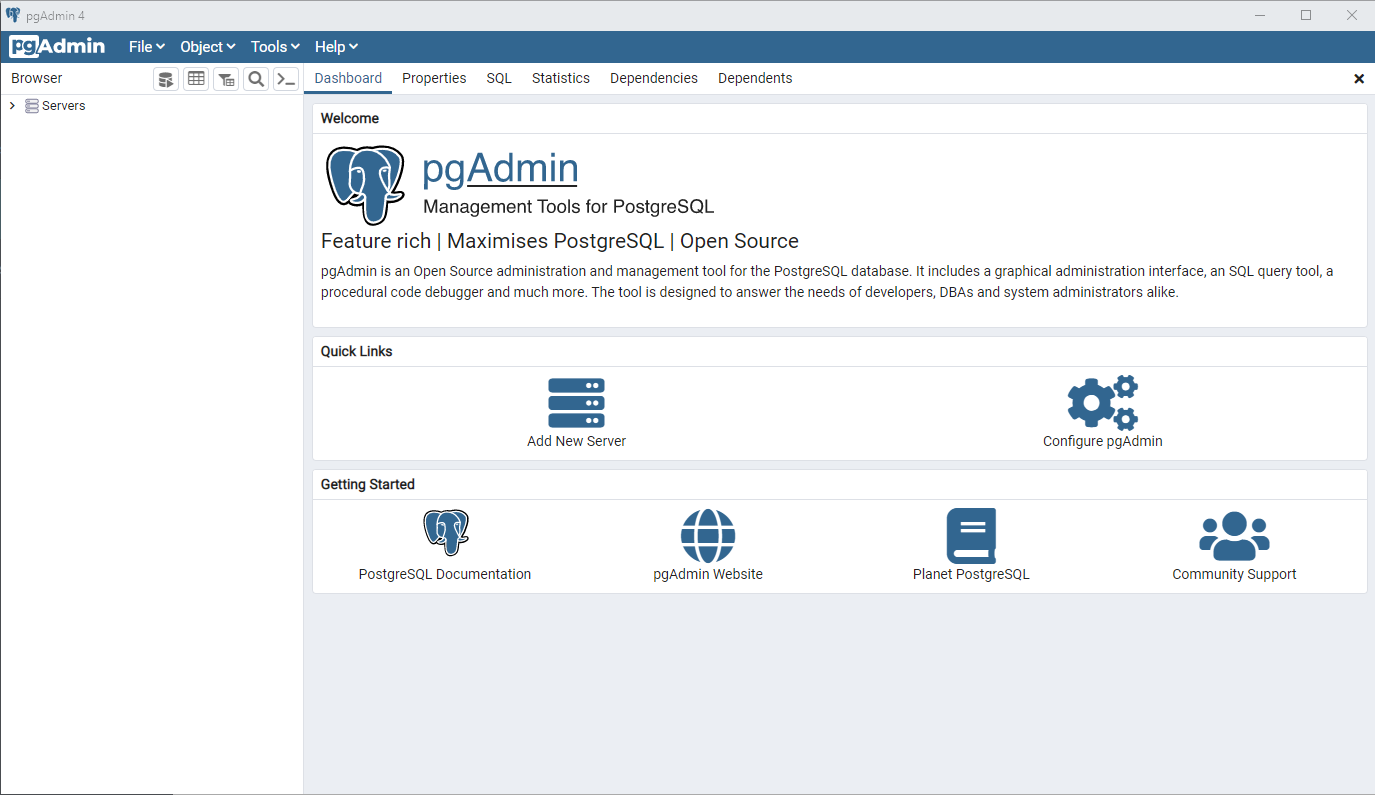 pgAdmin 4
pgAdmin File Object Tools Help
Browser Dashboard Properties SQL Statistics Dependencies Dependents
Servers
Welcome
pgAdmin
Management Tools for PostgreSQL
Feature rich | Maximises PostgreSQL | Open Source
pgAdmin is an Open Source administration and management tool for the PostgreSQL database. It includes a graphical administration interface, an SQL query tool, a
procedural code debugger and much more. The tool is designed to answer the needs of developers, DBAs and system administrators alike.
Quick Links
Add New Server Configure pgAdmin
Getting Started
PostgreSQL Documentation pgAdmin Website Planet PostgreSQL Community Support